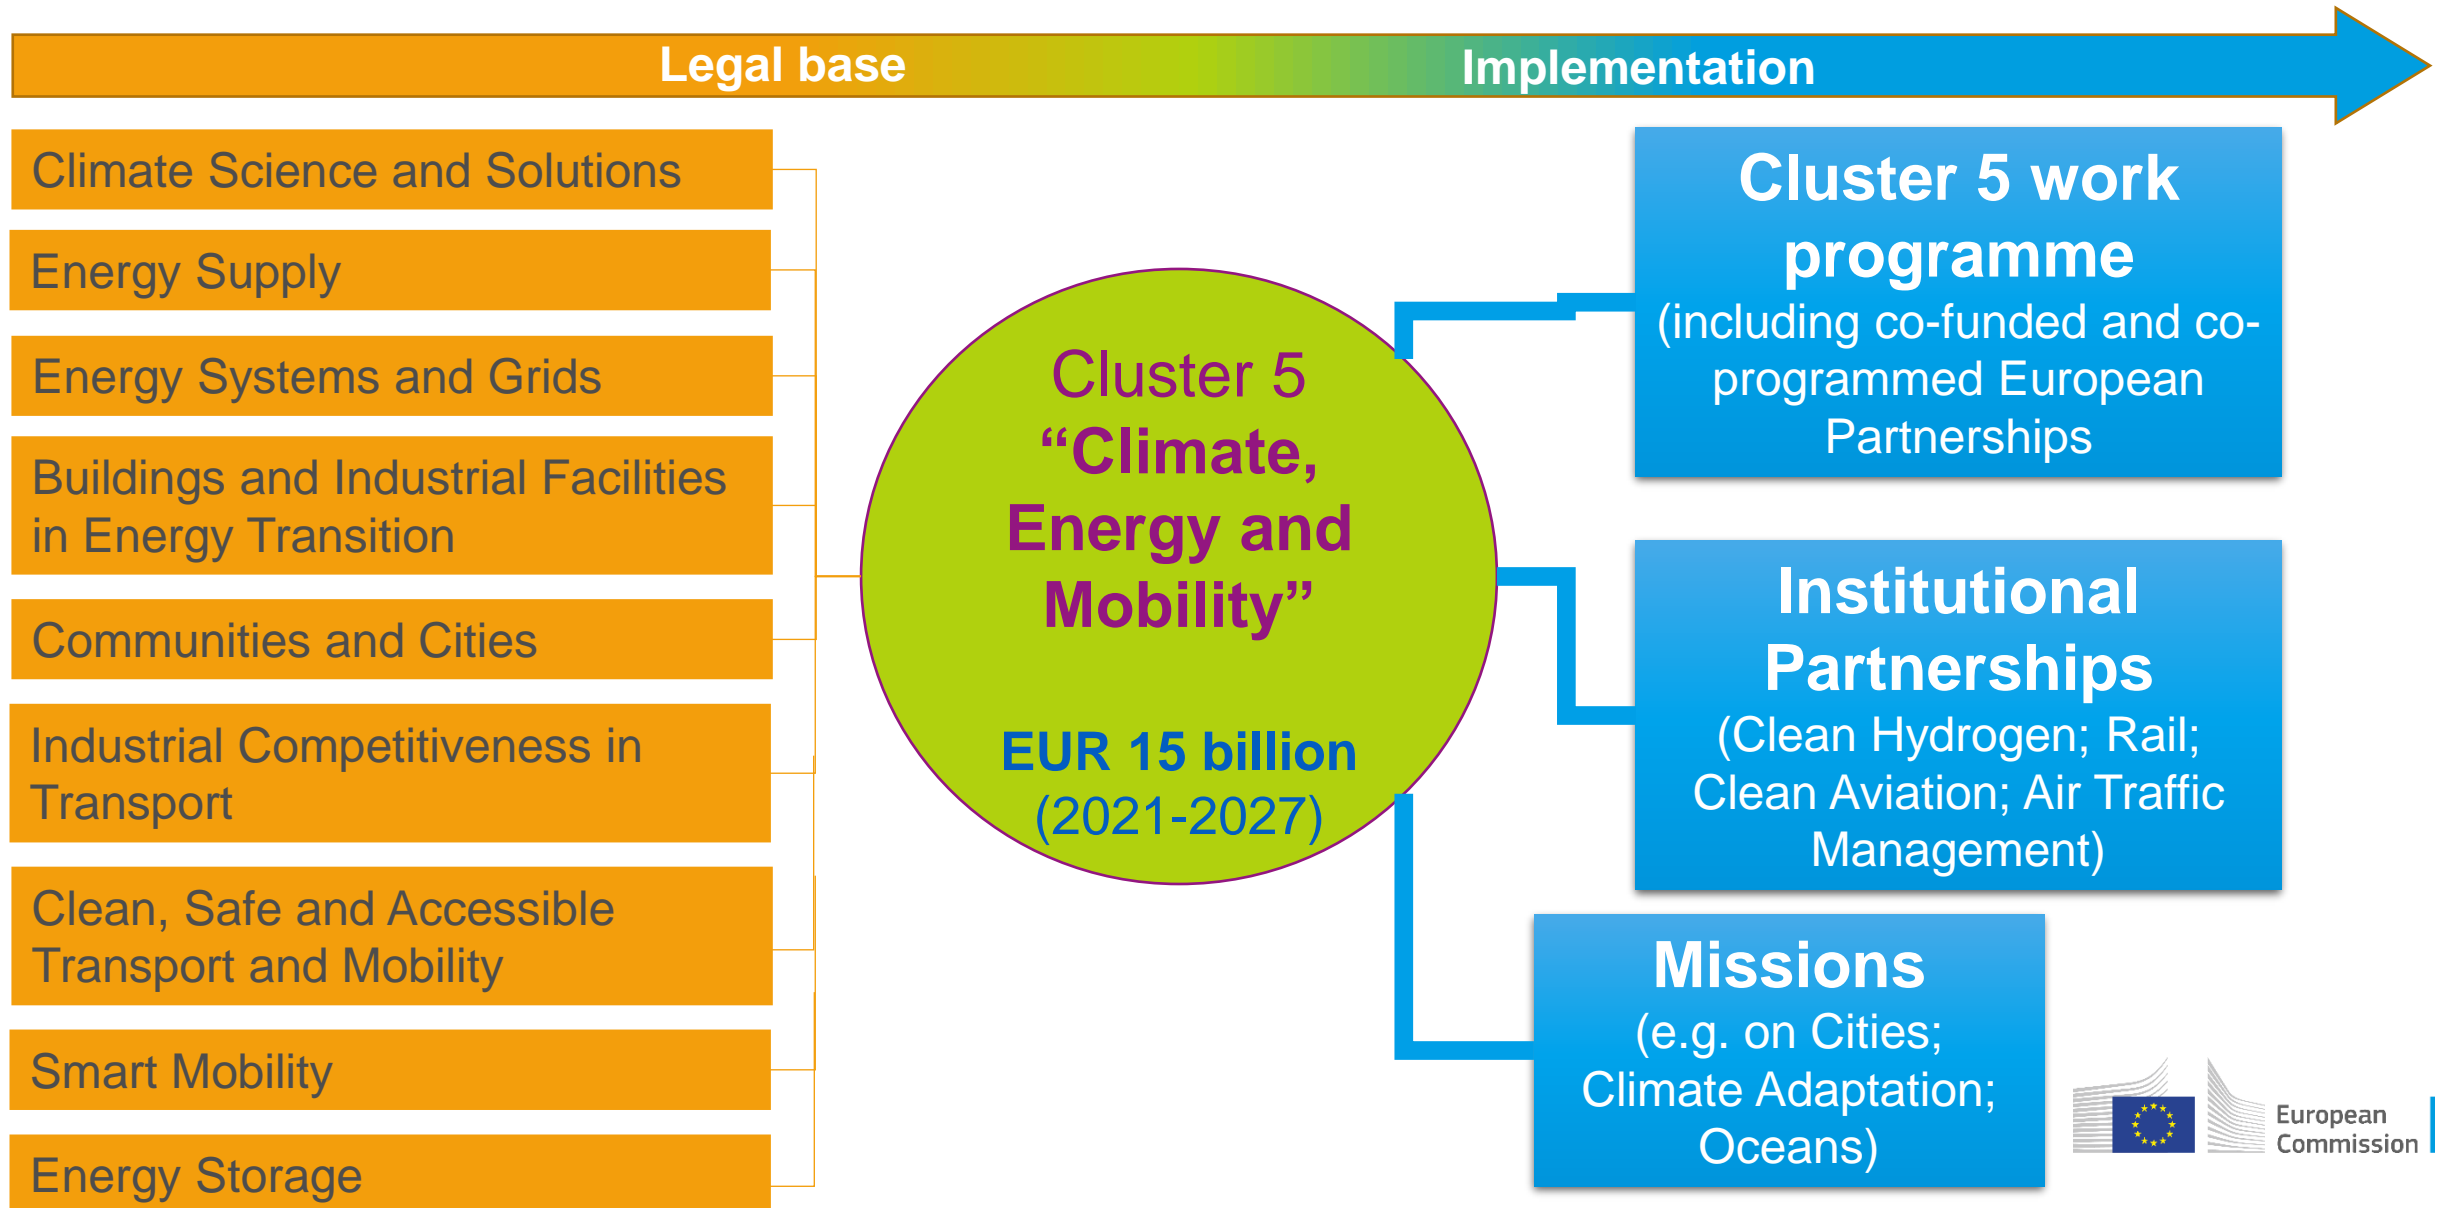 Legal base
Implementation
Climate Science and Solutions
Energy Supply
Energy Systems and Grids
Buildings and Industrial Facilities
in Energy Transition
Communities and Cities
Industrial Competitiveness in
Transport
Clean, Safe and Accessible
Transport and Mobility
Smart Mobility
Energy Storage
Cluster 5
“Climate,
Energy and
Mobility”
EUR 15 billion
(2021-2027)
Cluster 5 work
programme
(including co-funded and co-
programmed European
Partnerships
Institutional
Partnerships
(Clean Hydrogen; Rail;
Clean Aviation; Air Traffic
Management)
Missions
(e.g. on Cities;
Climate Adaptation;
Oceans)
European
Commission